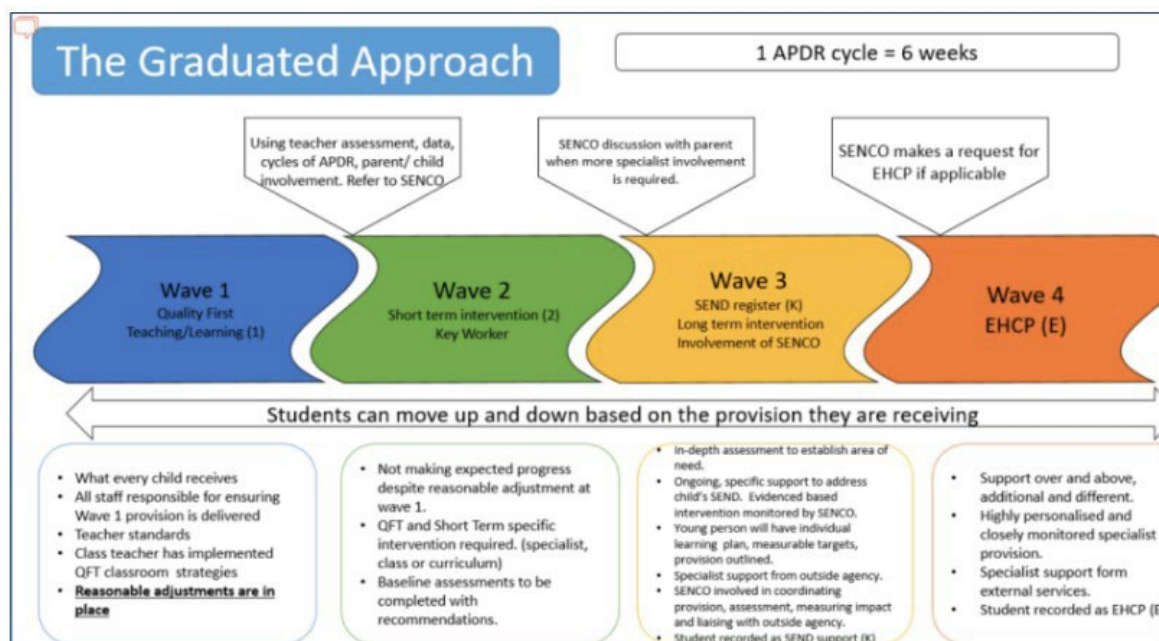 The Graduated Approach
1 APDR cycle = 6 weeks
Using teacher assessment, data,
cycles of APDR, parent/ child
involvement. Refer to SENCO
SENCO discussion with parent
when more specialist involvement
is required.
SENCO makes a request for
EHCP if applicable
Wave 1
Quality First
Teaching/Learning (1)
Wave 2
Short term intervention (2)
Key Worker
Wave 3
SEND register (K)
Long term intervention
Involvement of SENCO
Wave 4
EHCP (E)
Students can move up and down based on the provision they are receiving
• What every child receives
• All staff responsible for ensuring
Wave 1 provision is delivered
• Teacher standards
• Class teacher has implemented
QFT classroom strategies
• Reasonable adjustments are in
place
• Not making expected progress
despite reasonable adjustment at
wave 1.
• QFT and Short Term specific
intervention required. (specialist,
class or curriculum)
• Baseline assessments to be
completed with
recommendations.
• In-depth assessment to establish area of
need.
• Ongoing, specific support to address
child's SEND. Evidenced based
intervention monitored by SENCO.
• Young person will have individual
learning plan, measurable targets,
provision outlined.
• Specialist support from outside agency.
• SENCO involved in coordinating
provision, assessment, measuring impact
and liaising with outside agency.
• Student recorded as SEND support (K)
• Support over and above,
additional and different.
• Highly personalised and
closely monitored specialist
provision.
• Specialist support form
external services.
• Student recorded as EHCP (E